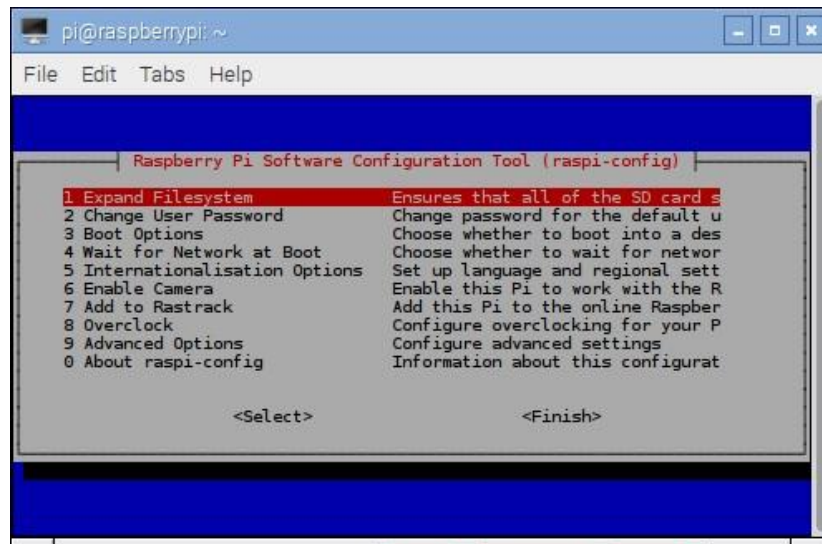 pi@raspberrypi: ~
File Edit Tabs Help
Raspberry Pi Software Configuration Tool (raspi-config)
1 Expand Filesystem Ensures that all of the SD card s
2 Change User Password Change password for the default u
3 Boot Options Choose whether to boot into a des
4 Wait for Network at Boot Choose whether to wait for networ
5 Internationalisation Options Set up language and regional sett
6 Enable Camera Enable this Pi to work with the R
7 Add to Rastrack Add this Pi to the online Raspber
8 Overclock Configure overclocking for your P
9 Advanced Options Configure advanced settings
0 About raspi-config Information about this configurat
<Select> <Finish>